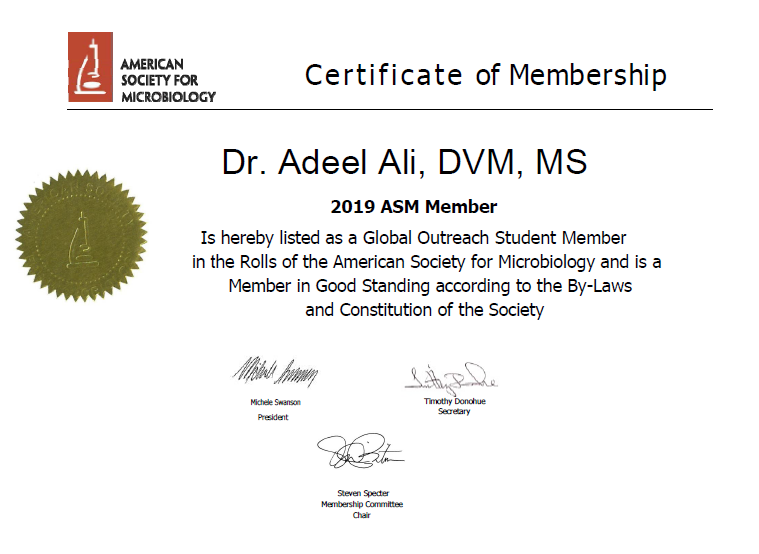 AMERICAN
SOCIETY FOR
MICROBIOLOGY
Certificate of Membership
Dr. Adeel Ali, DVM, MS
2019 ASM Member
Is hereby listed as a Global Outreach Student Member
in the Rolls of the American Society for Microbiology and is a
Member in Good Standing according to the By-Laws
and Constitution of the Society
Michele Swanson
President
Timothy Donohue
Secretary
Steven Specter
Membership Committee
Chair